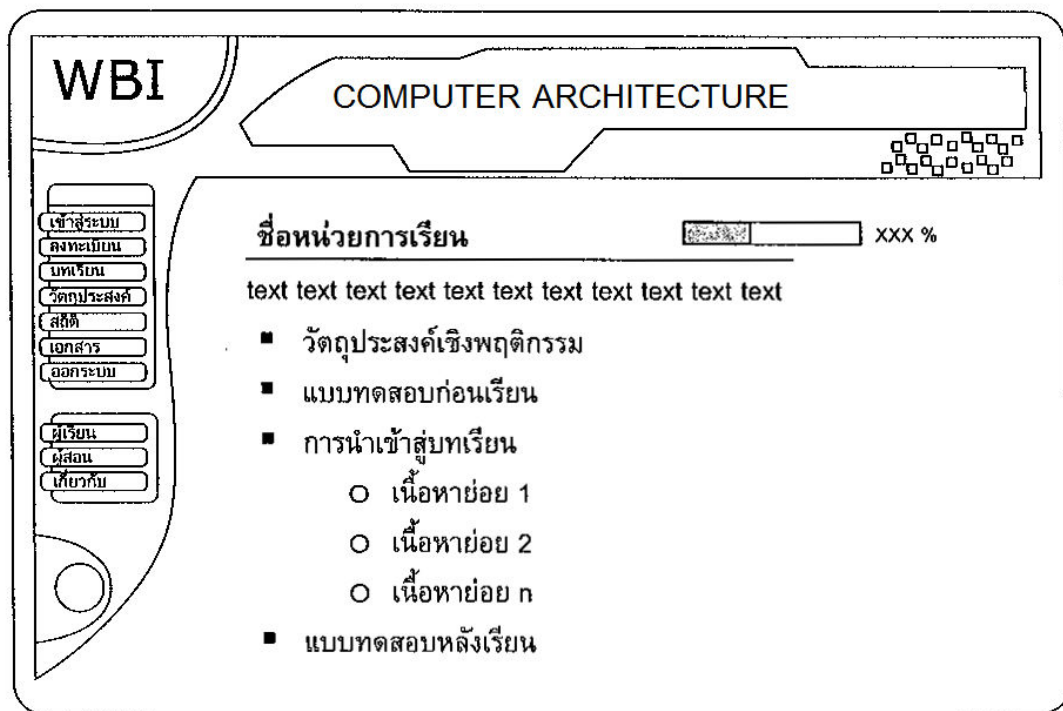 WBI
COMPUTER ARCHITECTURE
เข้าสู่ระบบ
ลงทะเบียน
บทเรียน
วัตถุประสงค์
สถิติ
เอกสาร
ออกระบบ
ผู้เรียน
ผู้สอน
เกี่ยวกับ
ชื่อหน่วยการเรียน XXX %
text text text text text text text text text text text
วัตถุประสงค์เชิงพฤติกรรม
แบบทดสอบก่อนเรียน
การนำเข้าสู่บทเรียน
เนื้อหาย่อย 1
เนื้อหาย่อย 2
เนื้อหาย่อย n
แบบทดสอบหลังเรียน